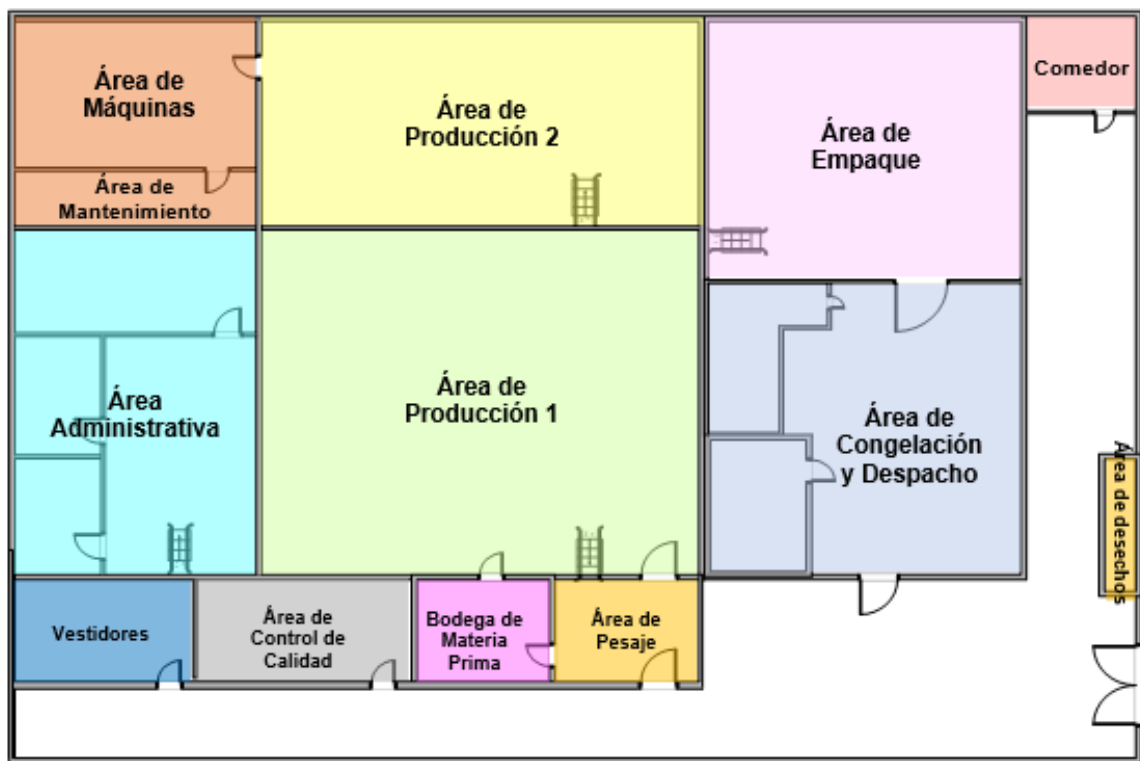 Área de
Máquinas
Área de
Producción 2
Área de
Empaque
Comedor
Área de
Mantenimiento
Área
Administrativa
Área de
Producción 1
Área de
Congelación
y Despacho
Área de desechos
Vestidores
Área de
Control de
Calidad
Bodega de
Materia
Prima
Área de
Pesaje